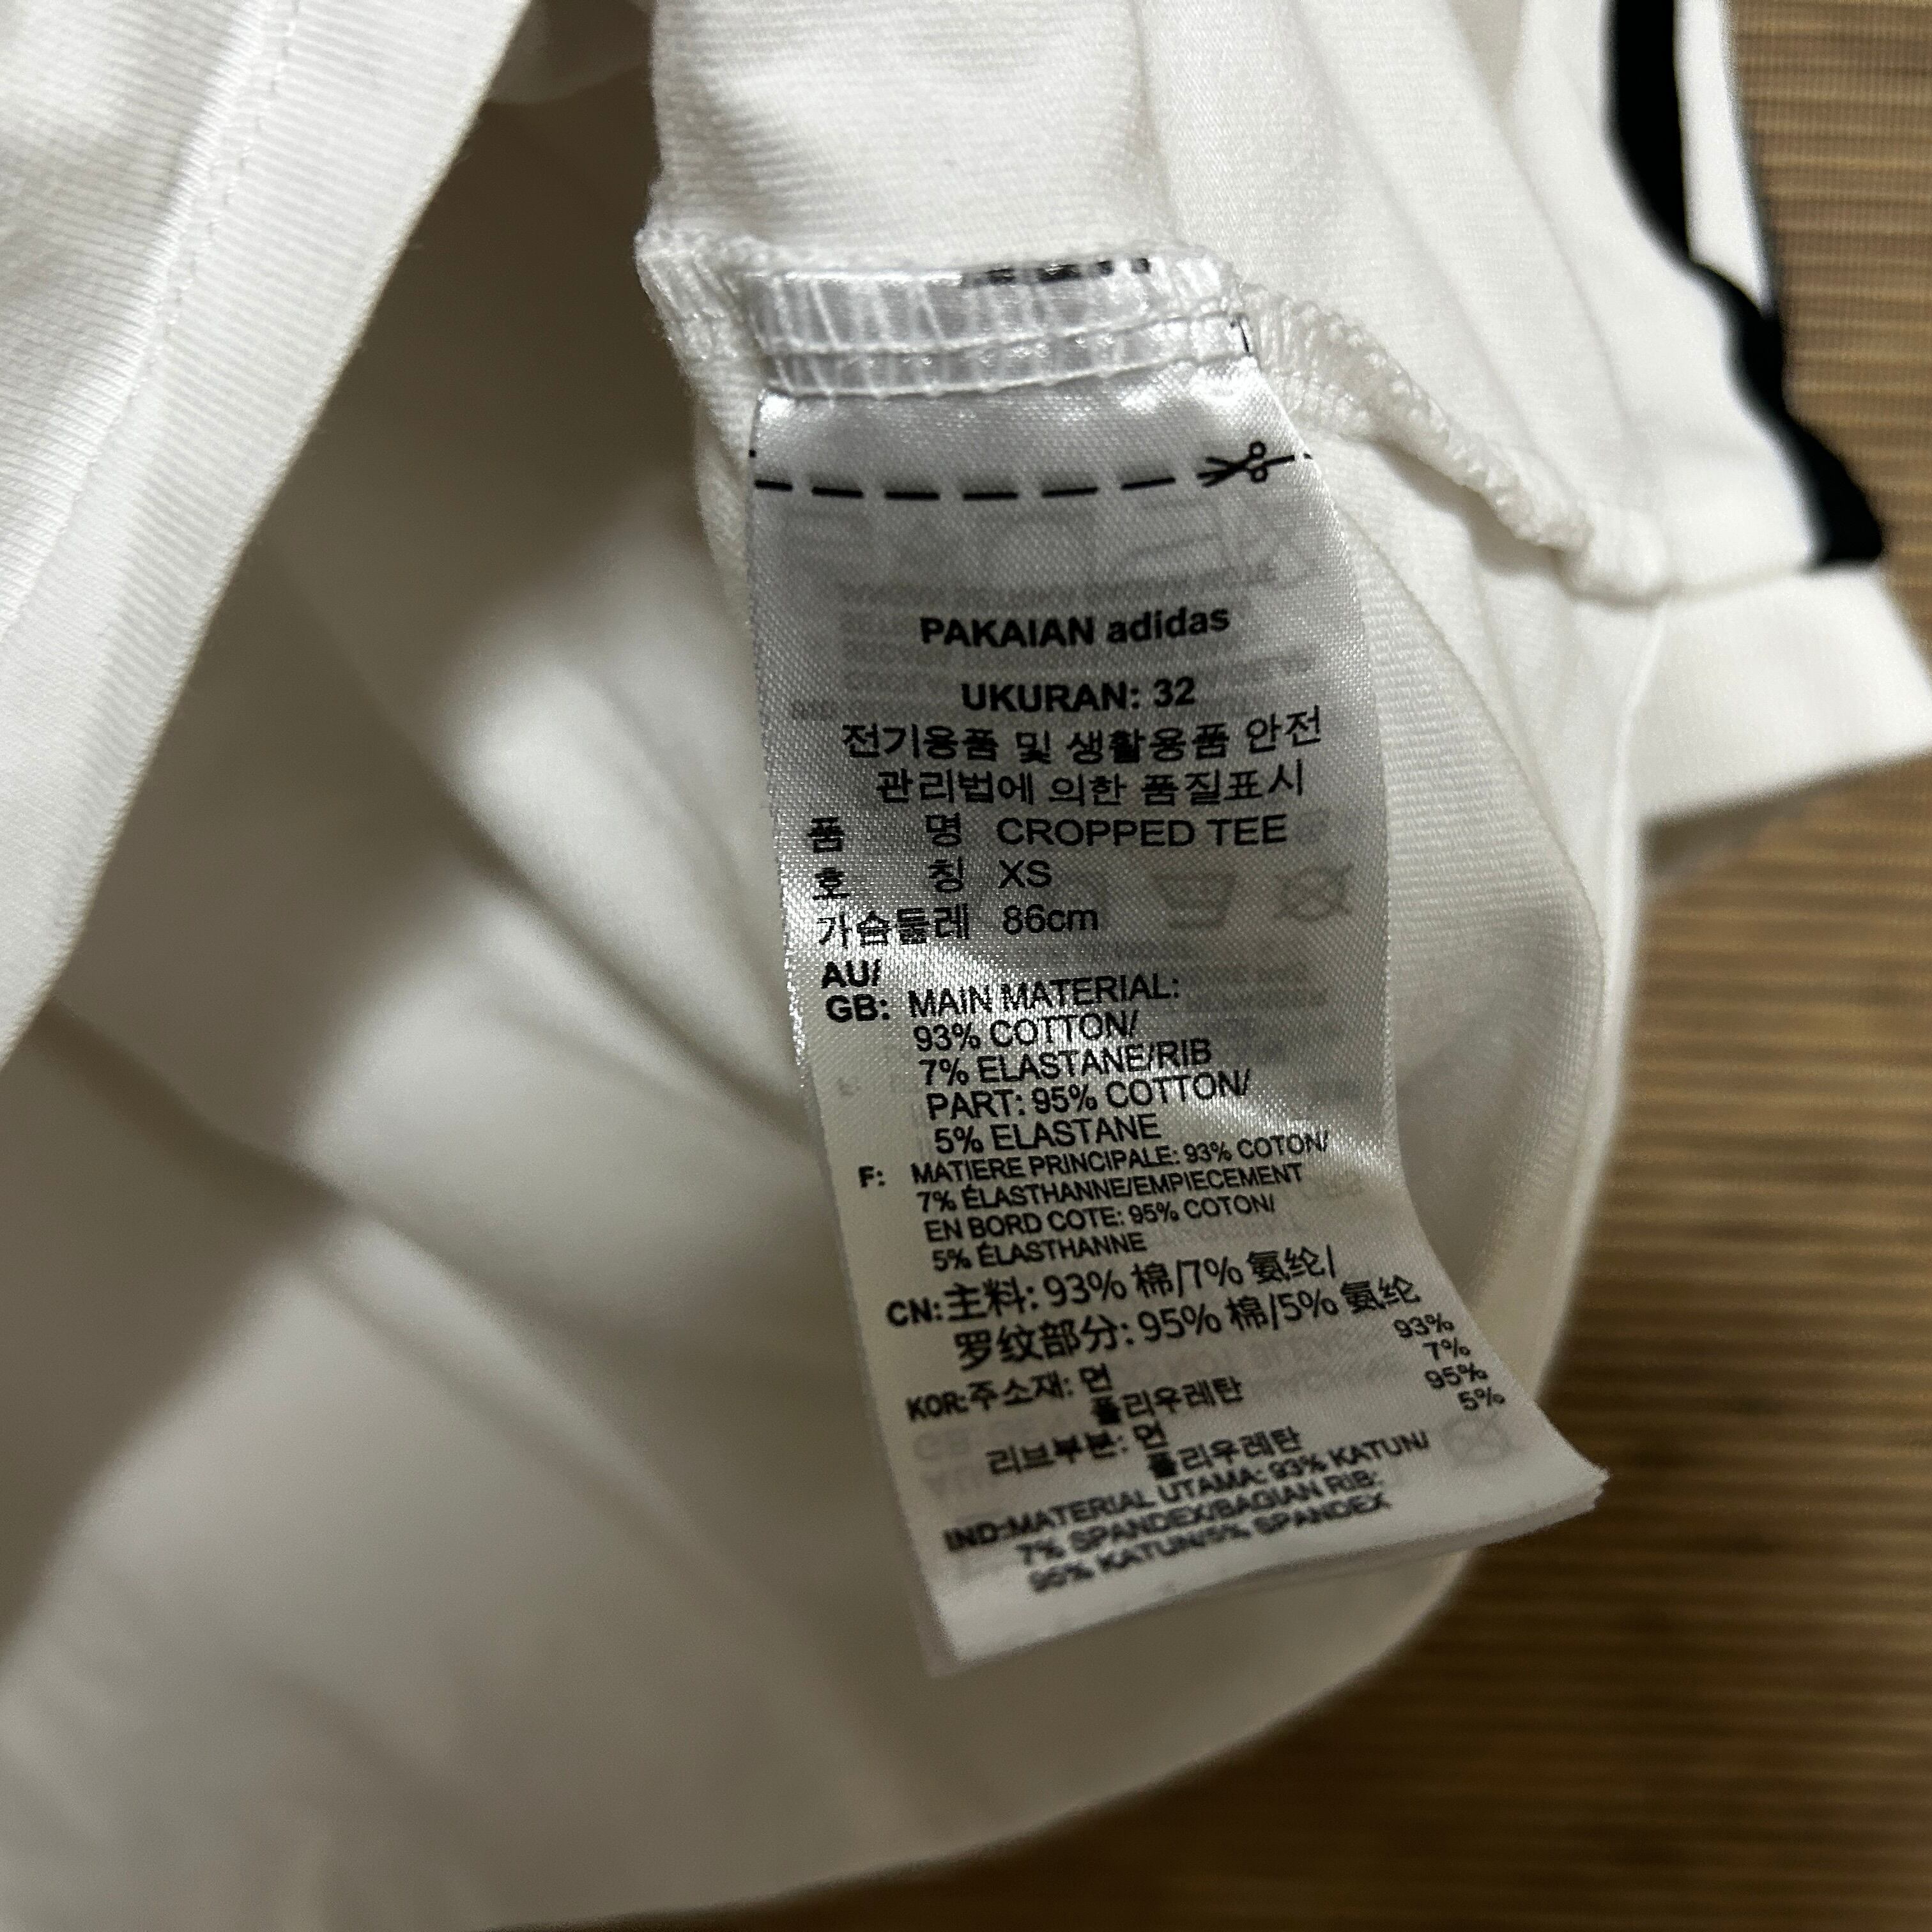 PAKAIAN adidas
UKURAN: 32
전기용품 및 생활용품 안전
관리법에 의한 품질표시
품 명 CROPPED TEE
호 칭 XS
가슴둘레 86cm
AU/
GB: MAIN MATERIAL:
93% COTTON/
7% ELASTANE/RIB
PART: 95% COTTON/
5% ELASTANE
F: MATIERE PRINCIPALE: 93% COTON/
7% ÉLASTHANNE/EMPIECEMENT
EN BORD COTE: 95% COTON/
5% ÉLASTHANNE
CN: 主料: 93% 棉/7% 氨纶/
罗纹部分: 95% 棉/5% 氨纶
KOR: 주소재: 면 93%
폴리우레탄 7%
리브부분: 면 95%
폴리우레탄 5%
IND:MATERIAL UTAMA: 93% KATUN/
7% SPANDEX/BAGIAN RIB:
95% KATUN/5% SPANDEX